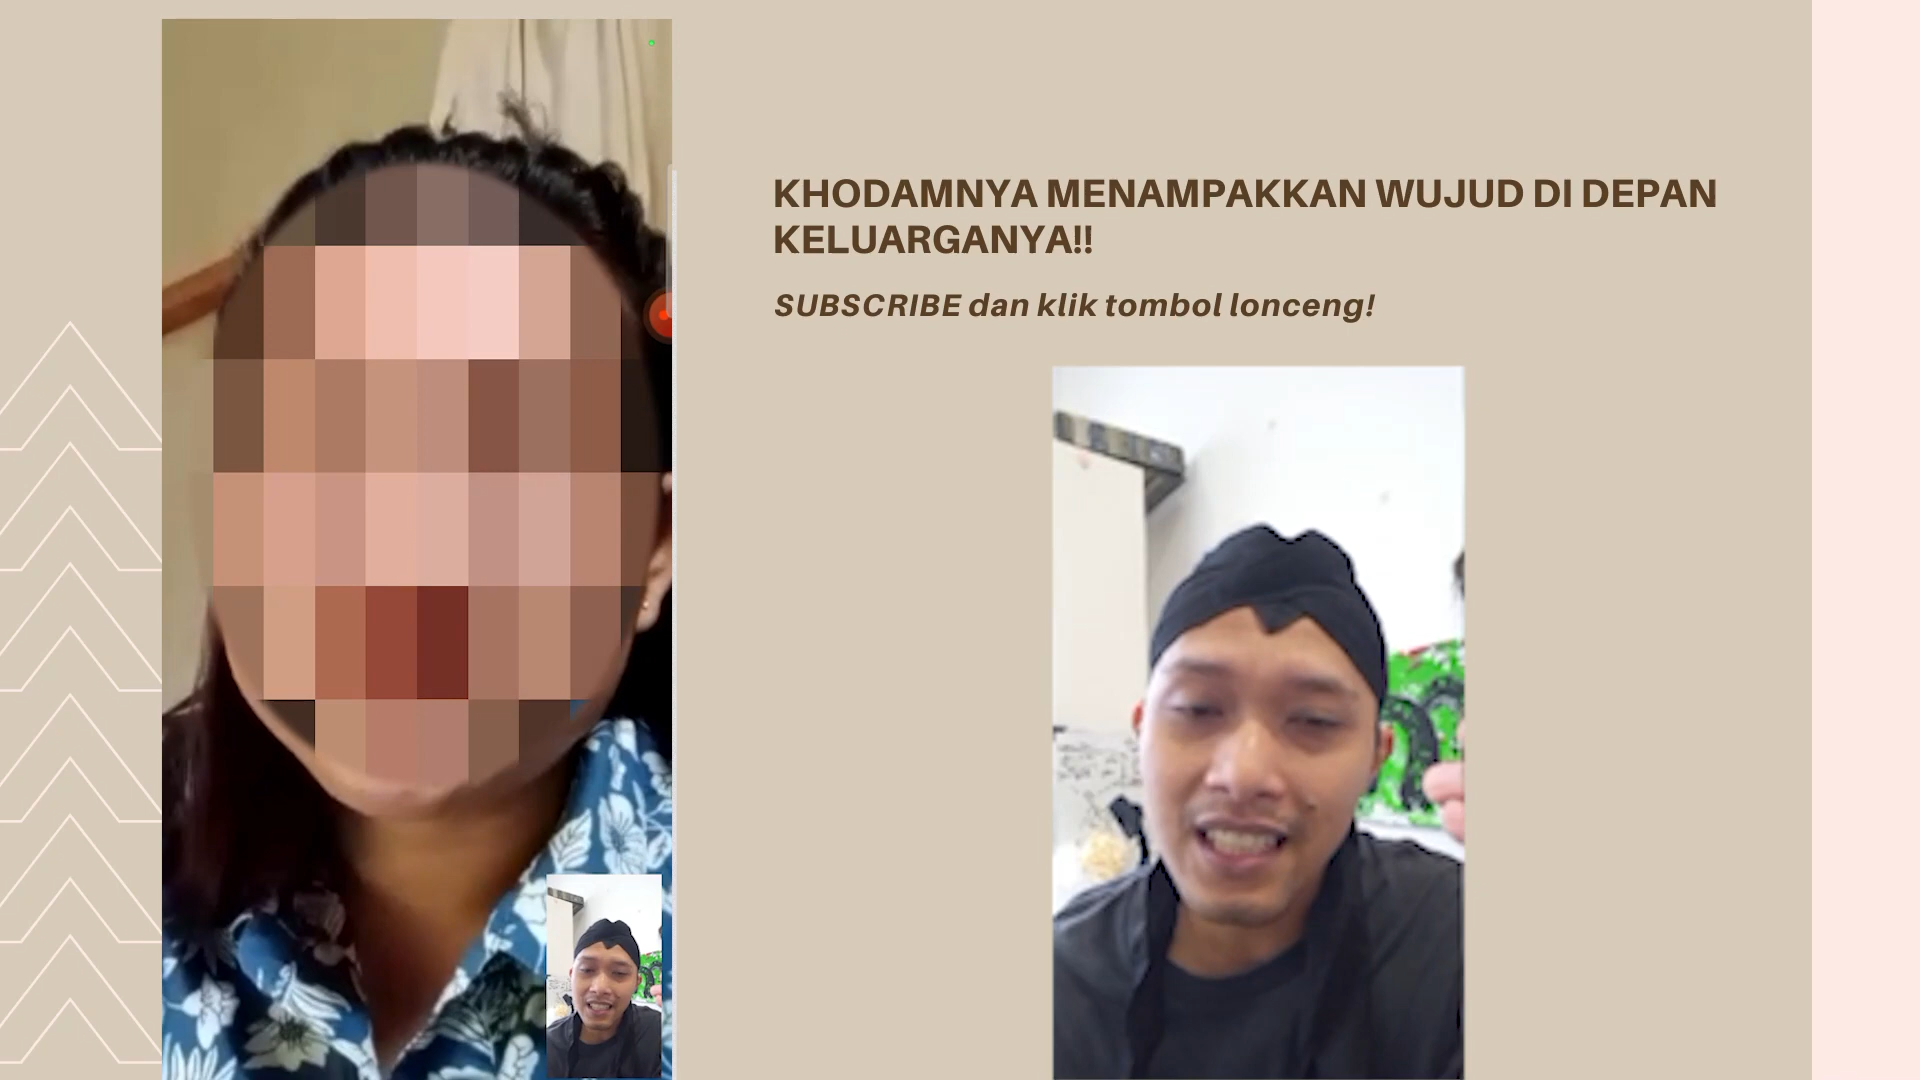 KHODAMNYA MENAMPAKKAN WUJUD DI DEPAN
KELUARGANYA!!
SUBSCRIBE dan klik tombol lonceng!